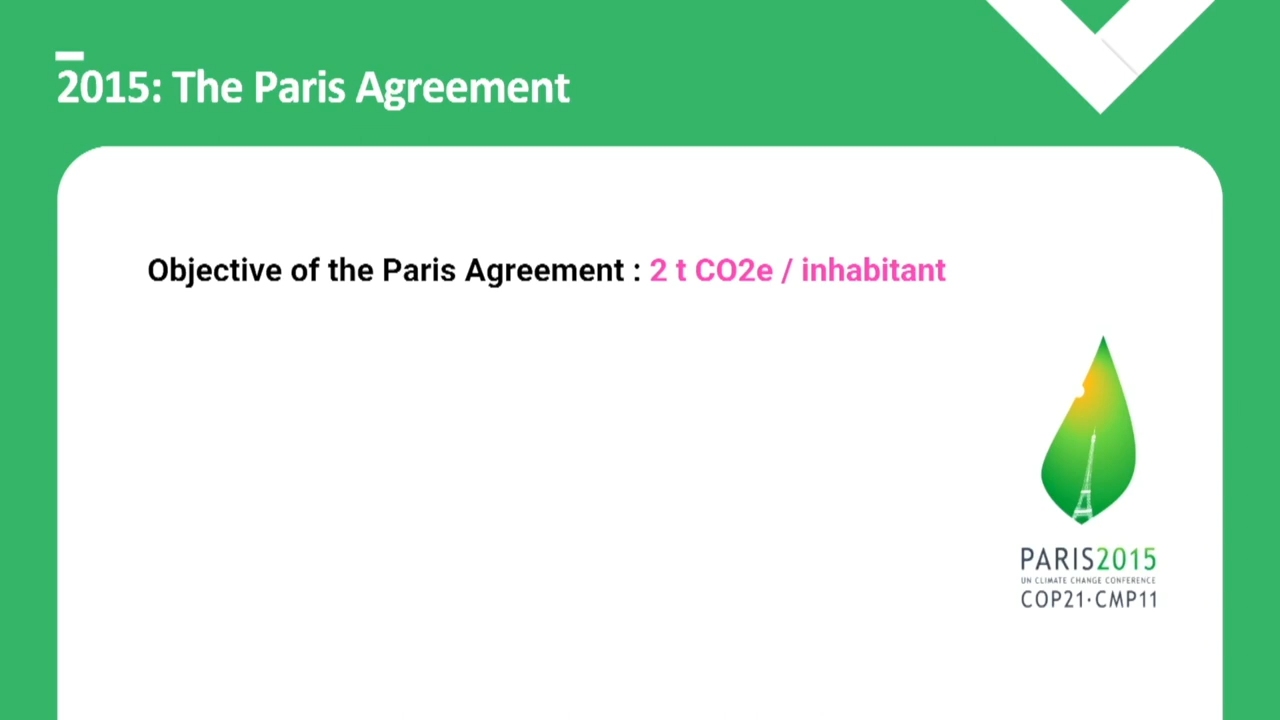 2015: The Paris Agreement
Objective of the Paris Agreement : 2 t CO2e / inhabitant
PARIS2015
UN CLIMATE CHANGE CONFERENCE
COP21·CMP11